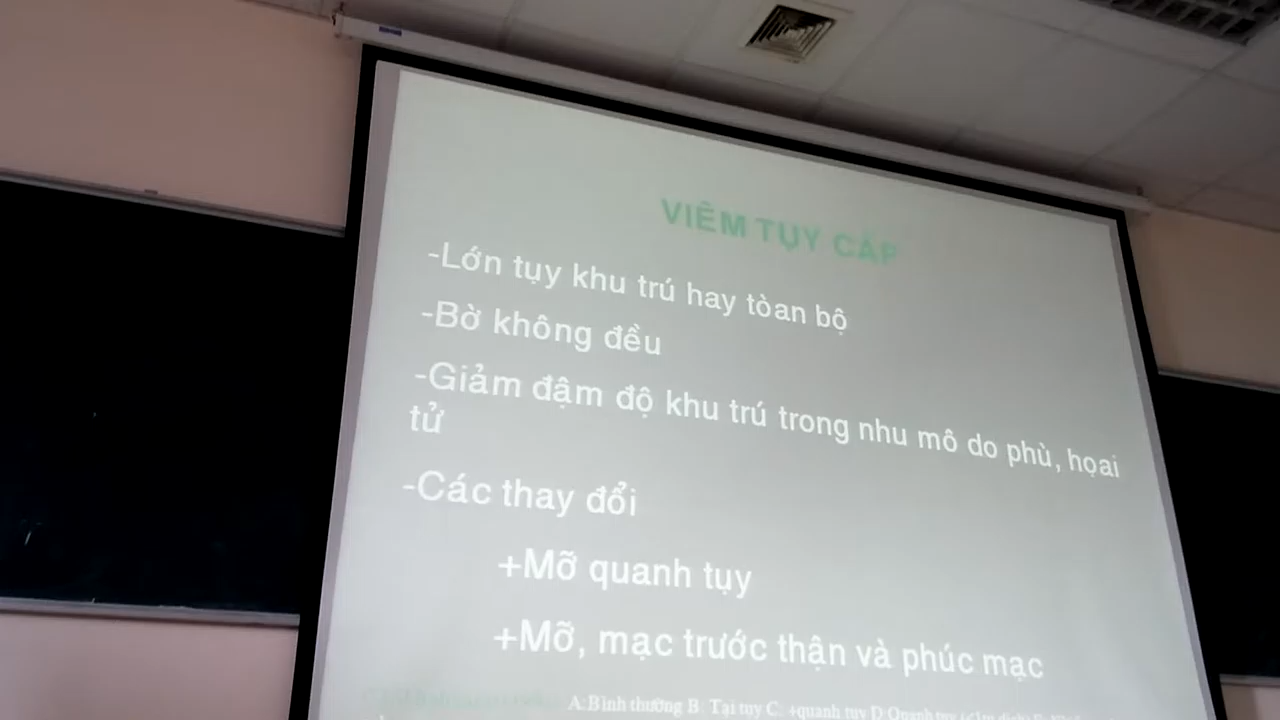 VIÊM TỤY CẤP
-Lớn tụy khu trú hay tòan bộ
-Bờ không đều
-Giảm đậm độ khu trú trong nhu mô do phù, họai
tử
-Các thay đổi
+Mỡ quanh tụy
+Mỡ, mạc trước thận và phúc mạc
A:Bình thường B: Tại tụy C: +quanh tụy D:Quanh tụy